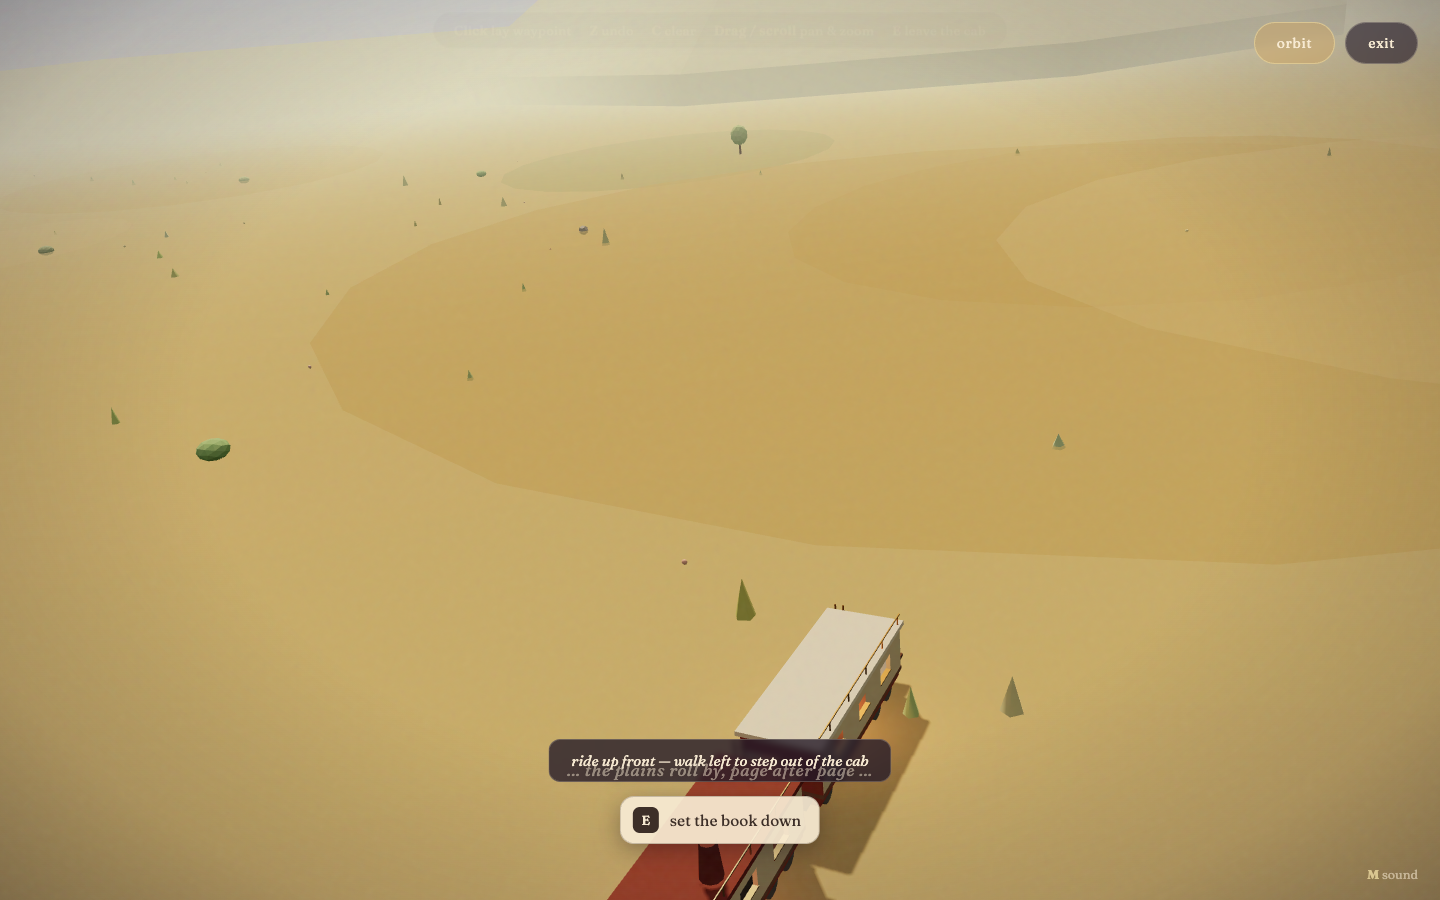 orbit
exit
ride up front — walk left to step out of the cab
... the plains roll by, page after page ...
E set the book down
M sound